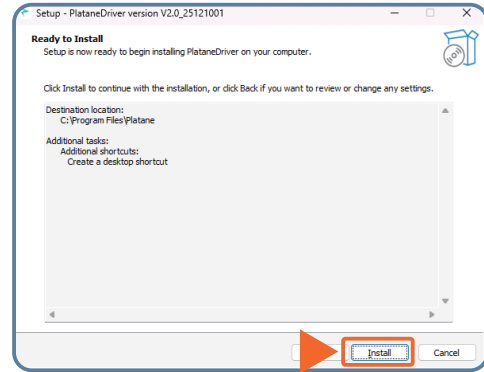 Setup - PlataneDriver version V2.0_25121001
Ready to Install
Setup is now ready to begin installing PlataneDriver on your computer.
Click Install to continue with the installation, or click Back if you want to review or change any settings.
Destination location:
C:\Program Files\Platane
Additional tasks:
Additional shortcuts:
Create a desktop shortcut
Install
Cancel